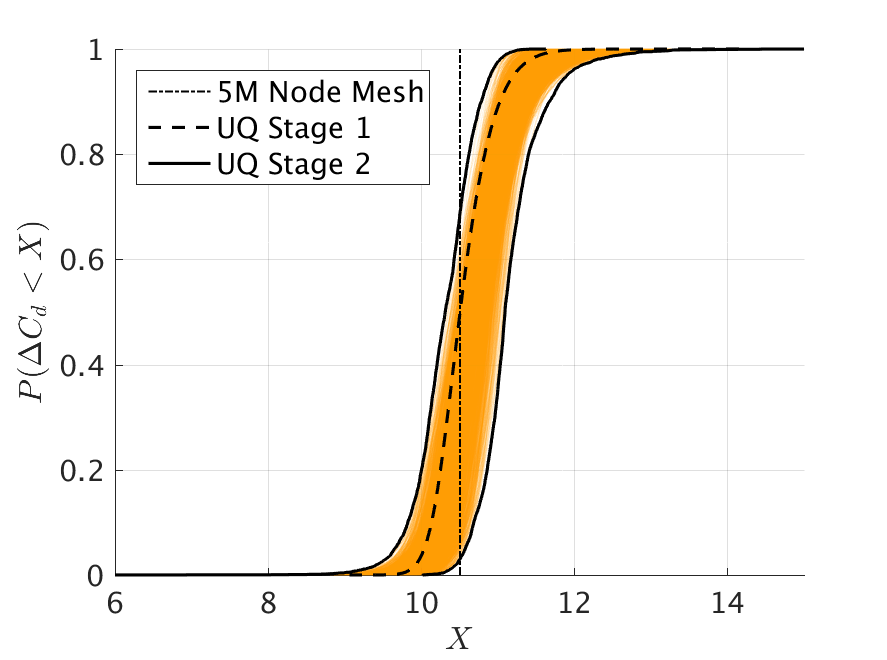 1
0.8
0.6
0.4
0.2
0
6
8
10
12
14
P(ΔC_d < X)
X
5M Node Mesh
UQ Stage 1
UQ Stage 2